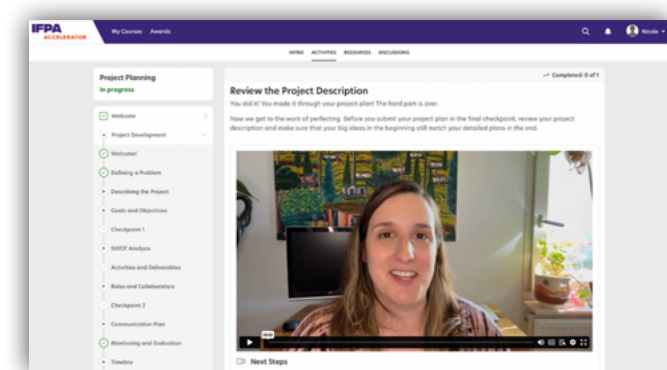 IFPA
ACCELERATOR
My Courses Awards
Nicole
INTRO ACTIVITIES RESOURCES DISCUSSIONS
Project Planning
In progress
Welcome
Project Development
Welcome!
Defining a Problem
Describing the Project
Goals and Objectives
Checkpoint 1
SWOT Analysis
Activities and Deliverables
Roles and Collaborators
Checkpoint 2
Communication Plan
Monitoring and Evaluation
Timeline
Completed: 0 of 1
Review the Project Description
You did it! You made it through your project plan! The hard part is over.
Now we get to the work of perfecting. Before you submit your project plan in the final checkpoint, review your project
description and make sure that your big ideas in the beginning still match your detailed plans in the end.
Next Steps